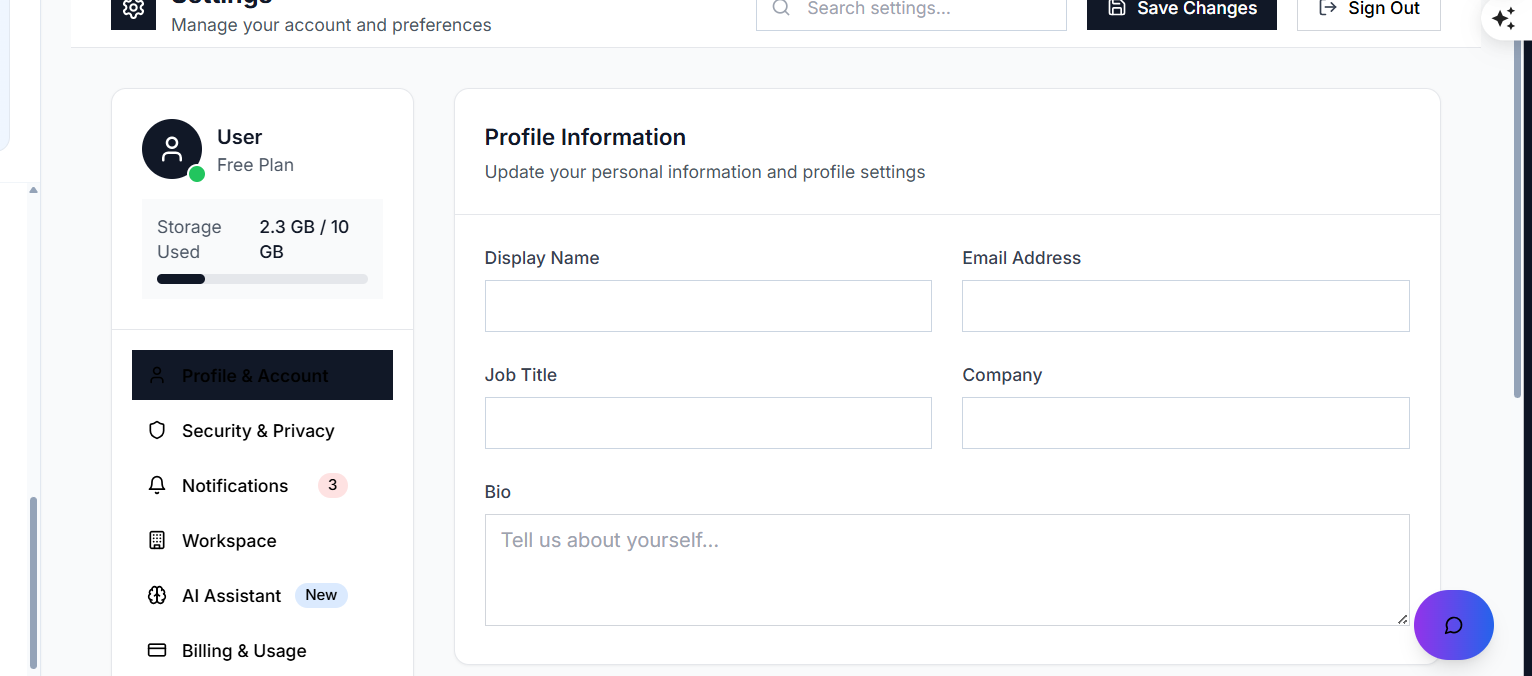 Settings
Manage your account and preferences
Search settings...
Save Changes
Sign Out
User
Free Plan
Storage Used
2.3 GB / 10 GB
Profile & Account
Security & Privacy
Notifications
3
Workspace
AI Assistant
New
Billing & Usage
Profile Information
Update your personal information and profile settings
Display Name
Email Address
Job Title
Company
Bio
Tell us about yourself...